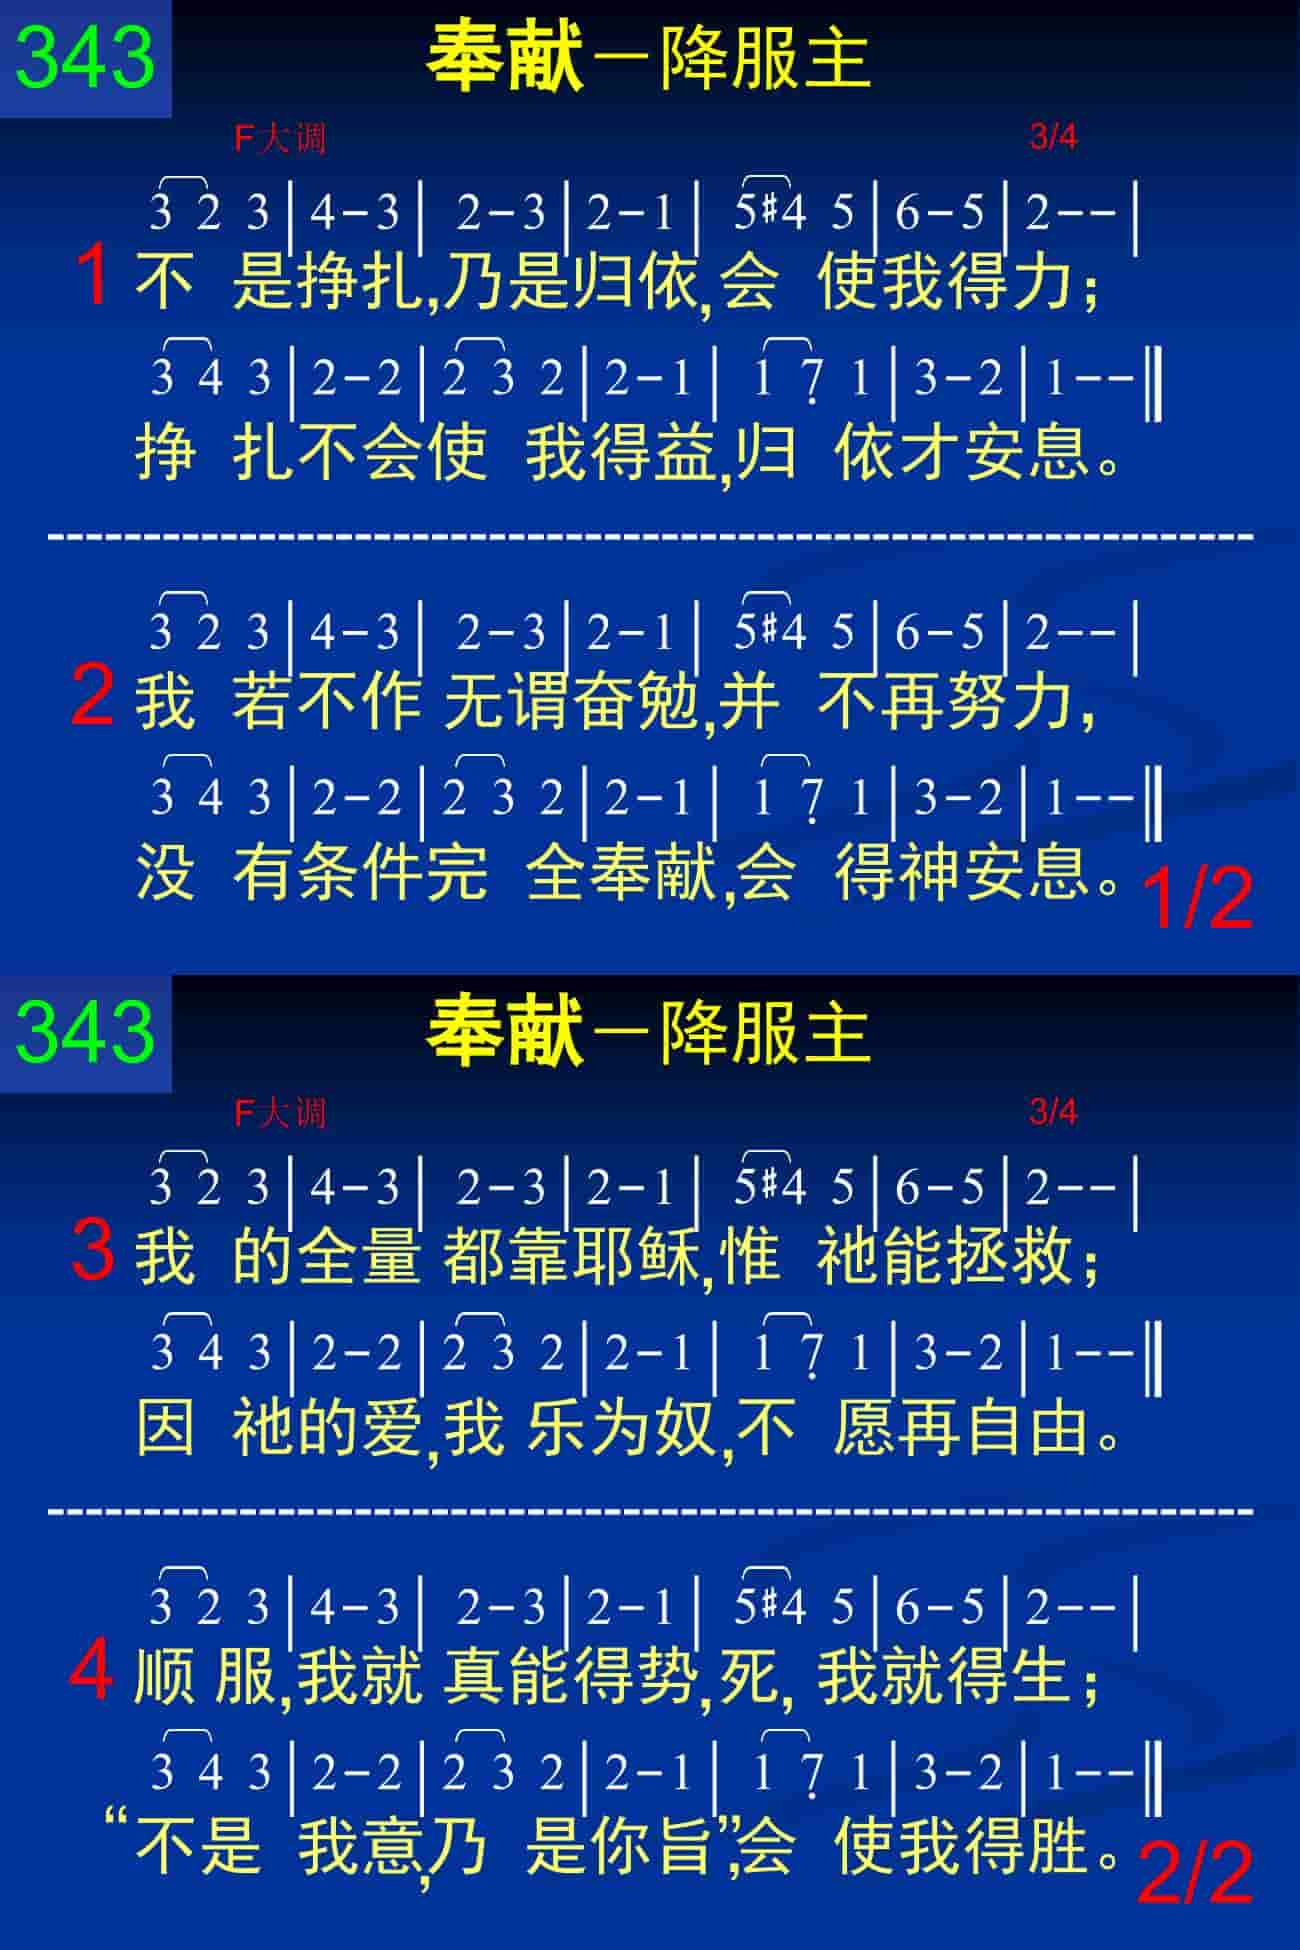 343
奉献－降服主
F大调 3/4
3 2 3|4-3| 2-3|2-1| 5#4 5|6-5|2--|
1 不 是挣扎,乃是归依,会 使我得力；
3 4 3|2-2|2 3 2|2-1| 1 7̣ 1|3-2|1--‖
挣 扎不会使 我得益,归 依才安息。
3 2 3|4-3| 2-3|2-1| 5#4 5|6-5|2--|
2 我 若不作 无谓奋勉,并 不再努力，
3 4 3|2-2|2 3 2|2-1| 1 7̣ 1|3-2|1--‖
没 有条件完 全奉献,会 得神安息。
1/2
343
奉献－降服主
F大调 3/4
3 2 3|4-3| 2-3|2-1| 5#4 5|6-5|2--|
3 我 的全量 都靠耶稣,惟 祂能拯救；
3 4 3|2-2|2 3 2|2-1| 1 7̣ 1|3-2|1--‖
因 祂的爱,我 乐为奴,不 愿再自由。
3 2 3|4-3| 2-3|2-1| 5#4 5|6-5|2--|
4 顺 服,我就 真能得势,死, 我就得生；
3 4 3|2-2|2 3 2|2-1| 1 7̣ 1|3-2|1--‖
“不是 我意,乃 是你旨”,会 使我得胜。
2/2